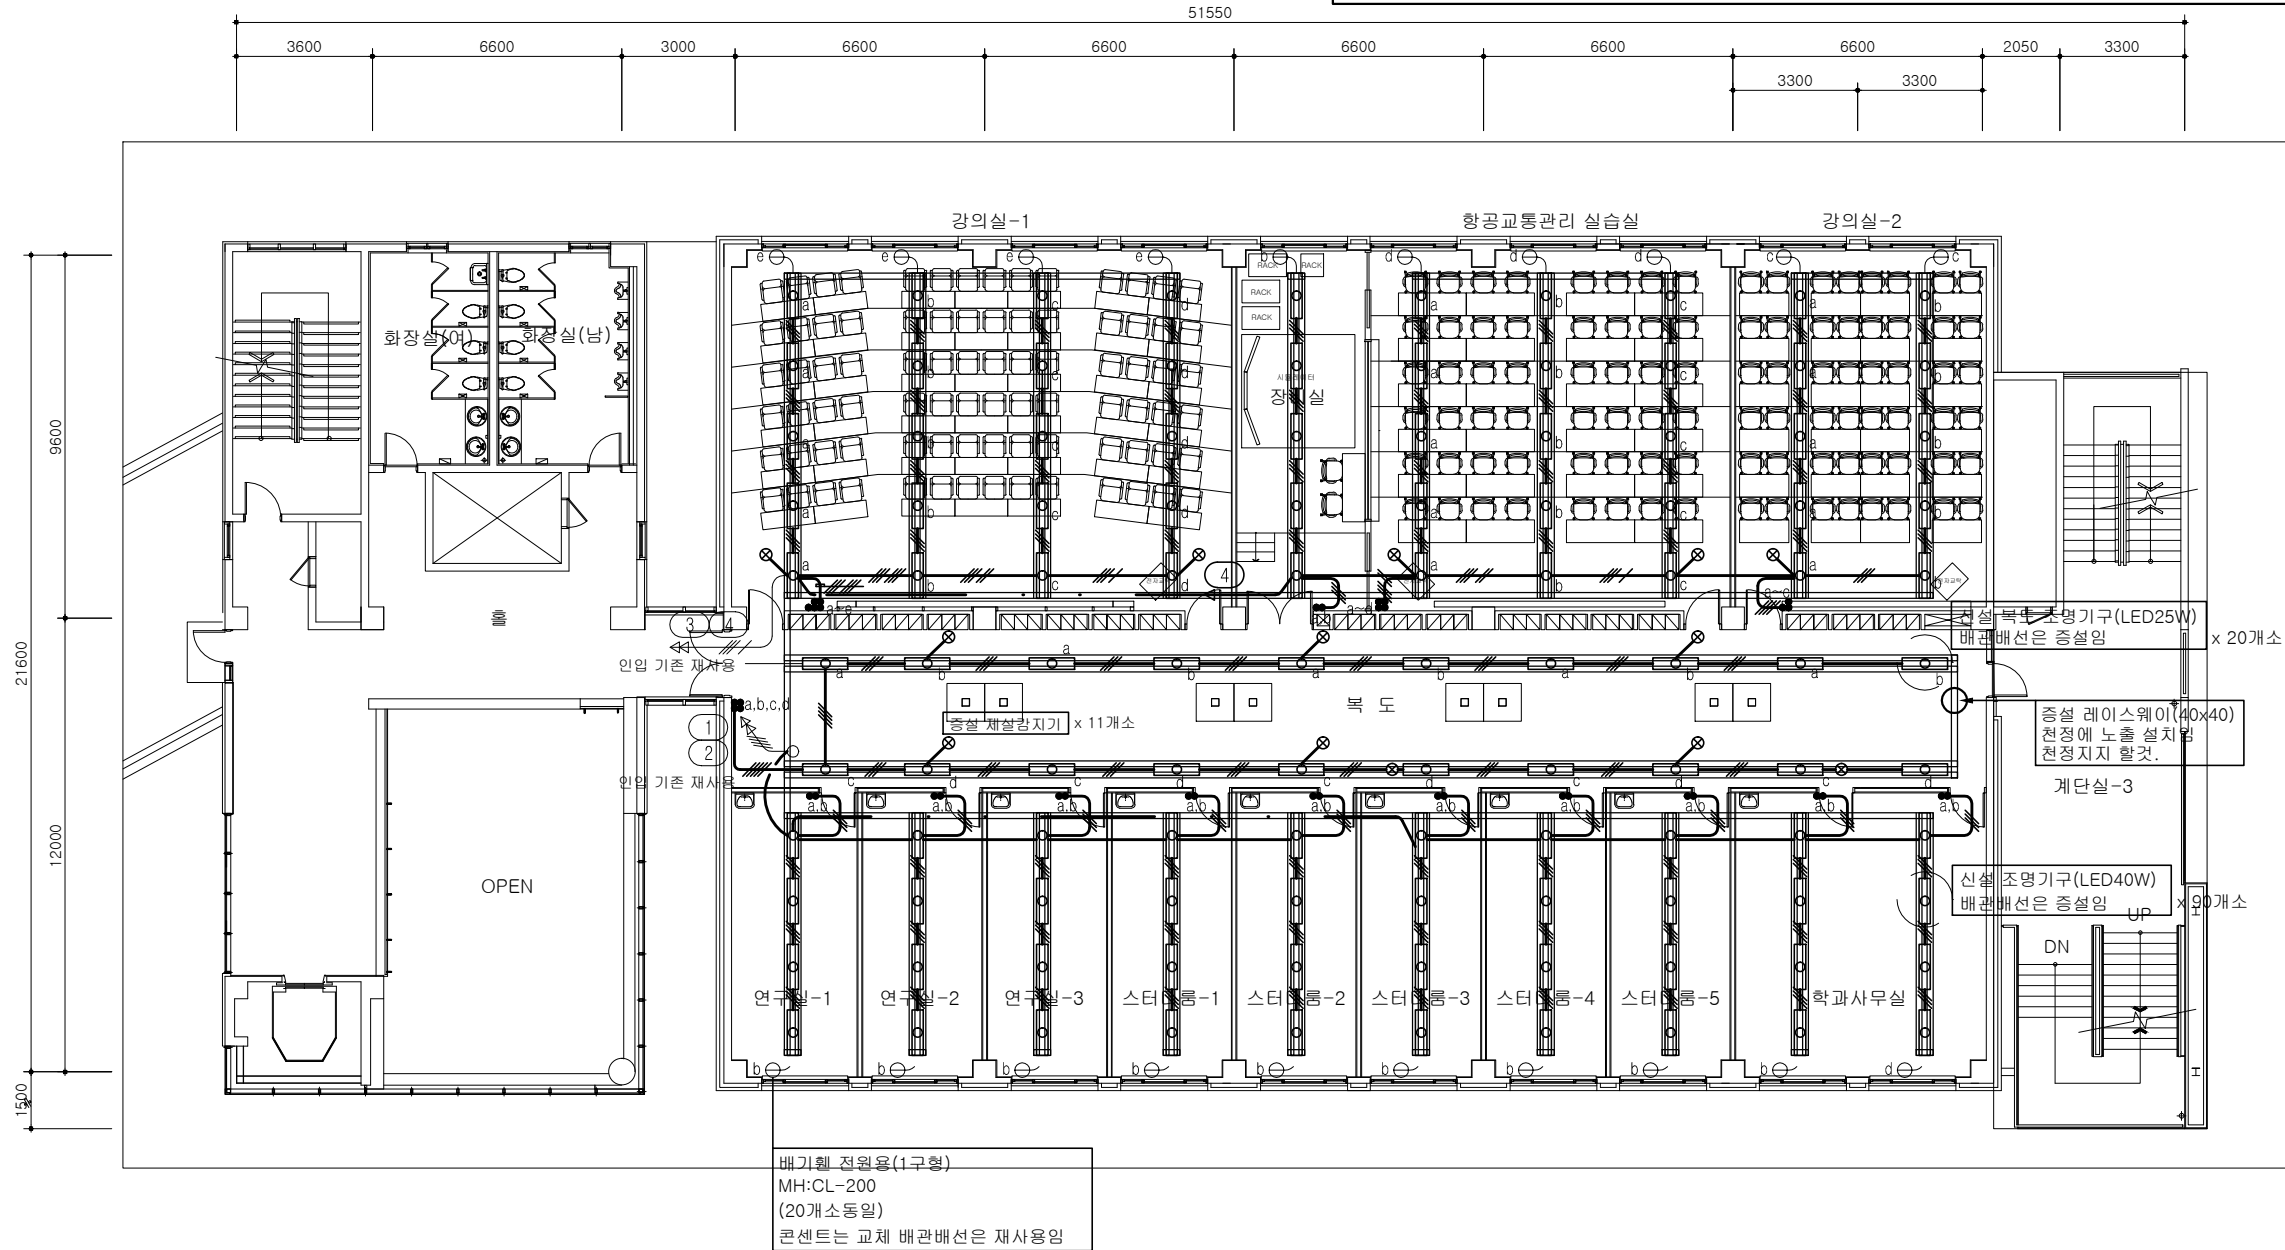 51550
3600 6600 3000 6600 6600 6600 6600 6600 2050 3300
3300 3300
강의실-1 항공교통관리 실습실 강의실-2
e e e e b d d d c c
RACK RACK
RACK
RACK
화장실(여) 화장실(남)
장비실
9600
21600
12000
1500
홀
a b c d a b c a b
4
a~e a~d a~c
3 4
인입 기존 재사용
신설 복도 조명기구(LED25W)
배관배선은 증설임 x 20개소
a
a b c a b a b a b
a,b,c,d
복 도
1
2
증설 제설감지기 x 11개소
증설 레이스웨이(40x40)
천정에 노출 설치임
천정지지 할것.
인입 기존 재사용
c d c d c d c d c d
계단실-3
a,b a,b a,b a,b a,b a,b a,b a,b a,b a,b
OPEN
신설 조명기구(LED40W)
배관배선은 증설임 x 90개소
UP
DN
연구실-1 연구실-2 연구실-3 스터디룸-1 스터디룸-2 스터디룸-3 스터디룸-4 스터디룸-5 학과사무실
b b b b b b b b b d
H
H
배기휀 전원용(1구형)
MH:CL-200
(20개소동일)
콘센트는 교체 배관배선은 재사용임